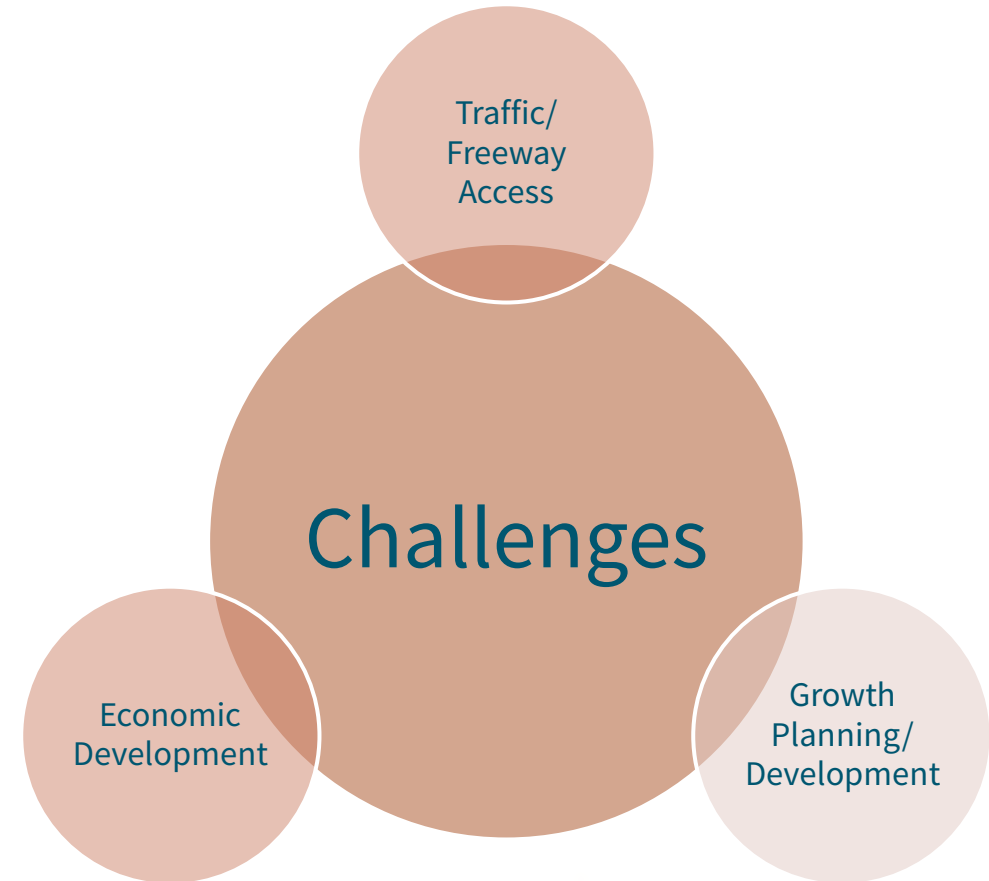 Traffic/
Freeway
Access
Challenges
Economic
Development
Growth
Planning/
Development